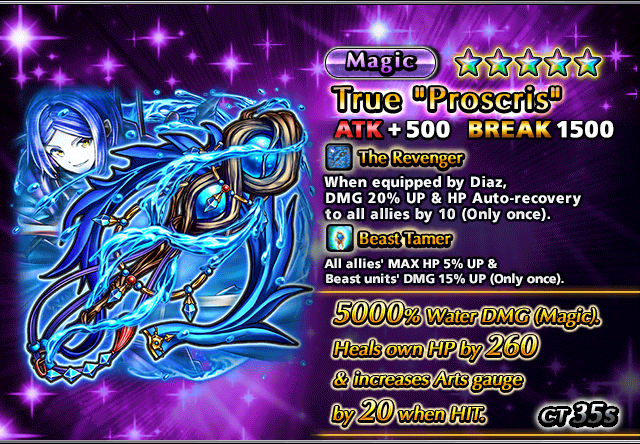 Magic
True "Proscris"
ATK +500 BREAK 1500
The Revenger
When equipped by Diaz,
DMG 20% UP & HP Auto-recovery
to all allies by 10 (Only once).
Beast Tamer
All allies' MAX HP 5% UP &
Beast units' DMG 15% UP (Only once).
5000% Water DMG (Magic).
Heals own HP by 260
& increases Arts gauge
by 20 when HIT.
CT 35s